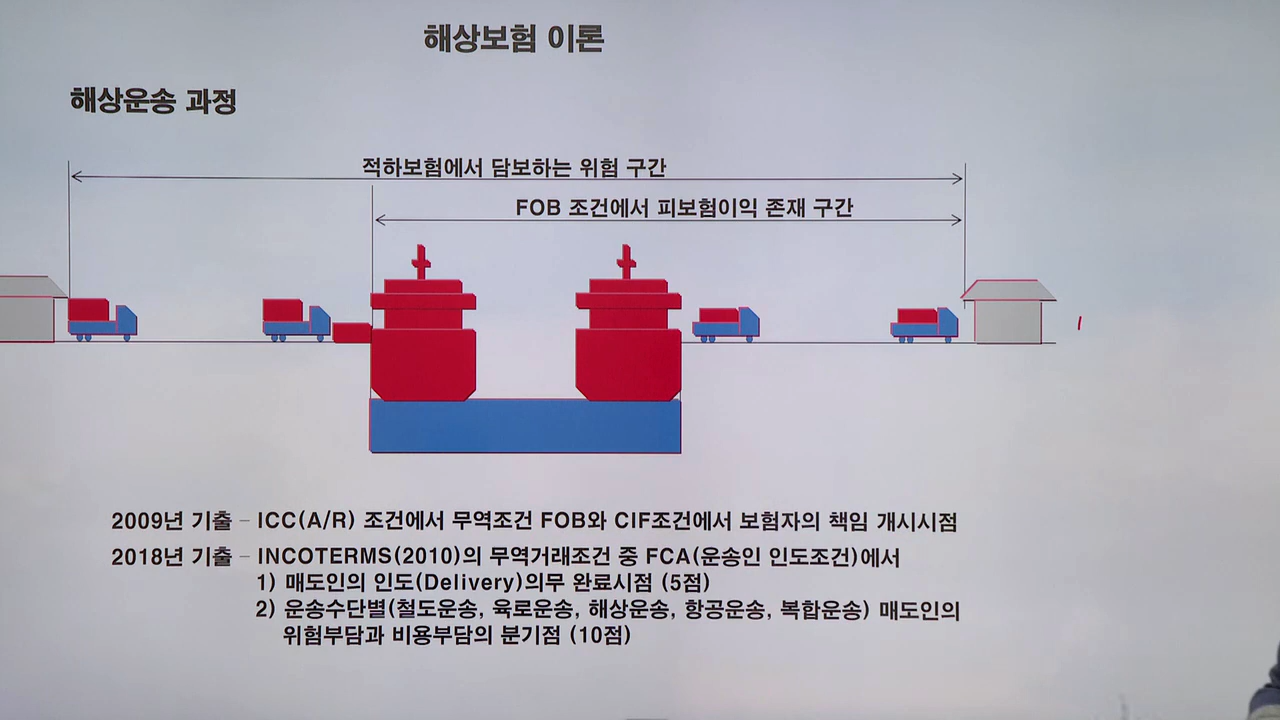 해상보험 이론
해상운송 과정
적하보험에서 담보하는 위험 구간
FOB 조건에서 피보험이익 존재 구간
2009년 기출 – ICC(A/R) 조건에서 무역조건 FOB와 CIF조건에서 보험자의 책임 개시시점
2018년 기출 – INCOTERMS(2010)의 무역거래조건 중 FCA(운송인 인도조건)에서
1) 매도인의 인도(Delivery)의무 완료시점 (5점)
2) 운송수단별(철도운송, 육로운송, 해상운송, 항공운송, 복합운송) 매도인의
위험부담과 비용부담의 분기점 (10점)